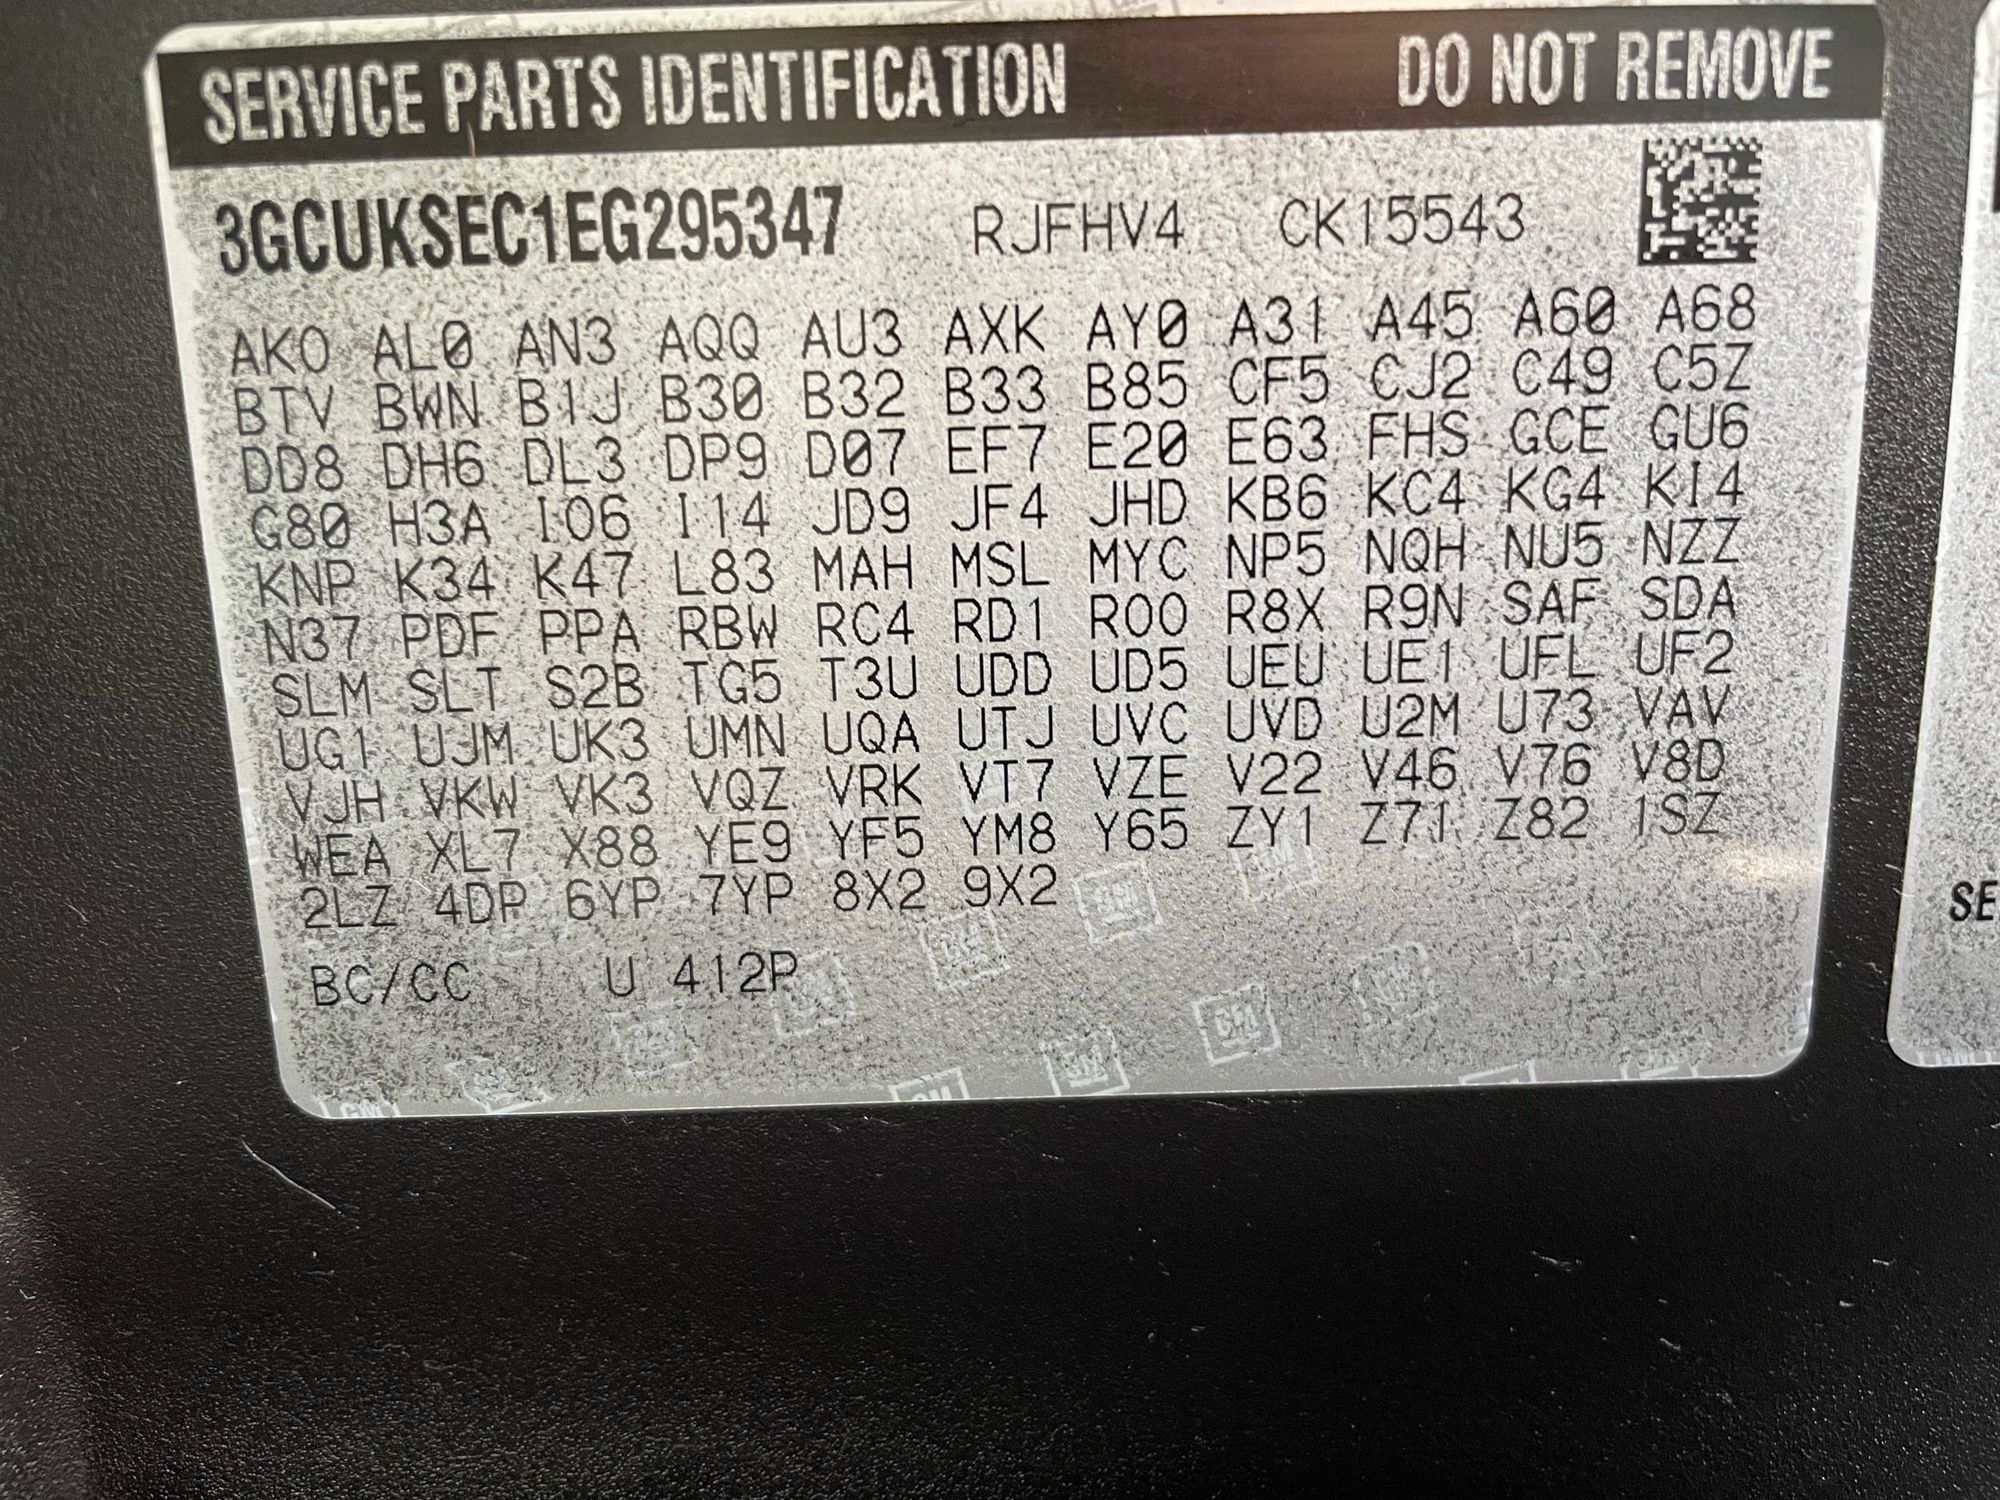 SERVICE PARTS IDENTIFICATION DO NOT REMOVE
3GCUKSEC1EG295347 RJFHV4 CK15543
AKO AL0 AN3 AQQ AU3 AXK AY0 A31 A45 A60 A68
BTV BWN B1J B30 B32 B33 B85 CF5 CJ2 C49 C5Z
DD8 DH6 DL3 DP9 D07 EF7 E20 E63 FHS GCE GU6
G80 H3A IO6 I14 JD9 JF4 JHD KB6 KC4 KG4 KI4
KNP K34 K47 L83 MAH MSL MYC NP5 NQH NU5 NZZ
N37 PDF PPA RBW RC4 RD1 ROO R8X R9N SAF SDA
SLM SLT S2B TG5 T3U UDD UD5 UEU UE1 UFL UF2
UG1 UJM UK3 UMN UQA UTJ UVC UVD U2M U73 VAV
VJH VKW VK3 VQZ VRK VT7 VZE V22 V46 V76 V8D
WEA XL7 X88 YE9 YF5 YM8 Y65 ZY1 Z71 Z82 1SZ
2LZ 4DP 6YP 7YP 8X2 9X2
BC/CC U 412P
SE
GM